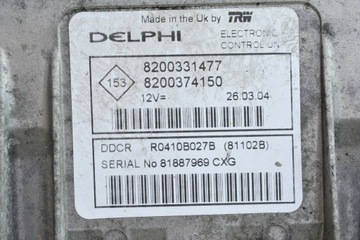 Made in the Uk by TRW
DELPHI
ELECTRONIC
CONTROL UNIT
153
8200331477
8200374150
12V= 26.03.04
DDCR R0410B027B (81102B)
SERIAL No 81887969 CXG